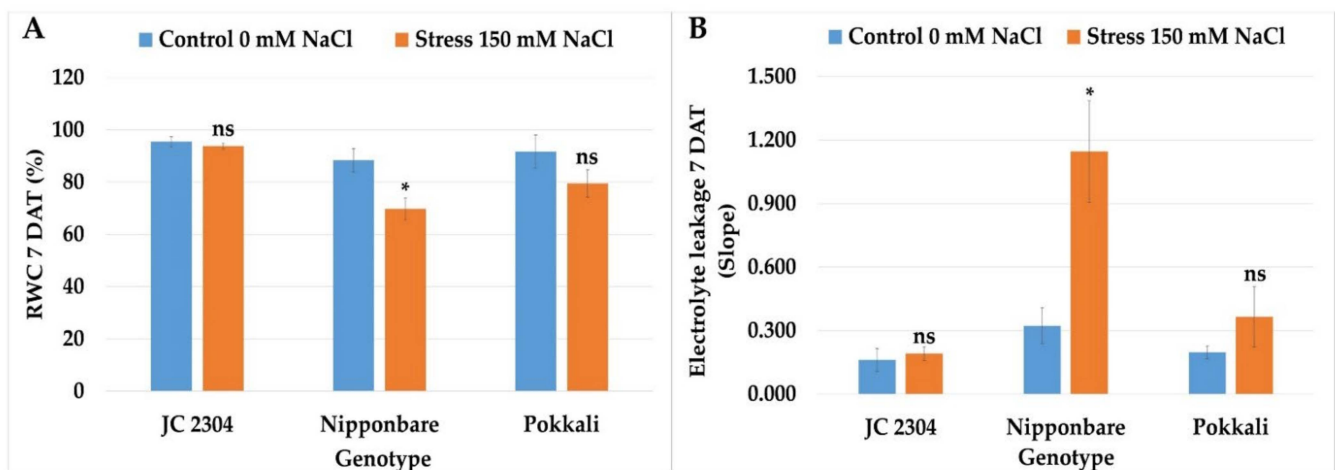 A
Control 0 mM NaCl
Stress 150 mM NaCl
RWC 7 DAT (%)
120
100
80
60
40
20
0
ns
*
ns
JC 2304
Nipponbare
Pokkali
Genotype
B
Control 0 mM NaCl
Stress 150 mM NaCl
Electrolyte leakage 7 DAT
(Slope)
1.500
1.200
0.900
0.600
0.300
0.000
ns
*
ns
JC 2304
Nipponbare
Pokkali
Genotype